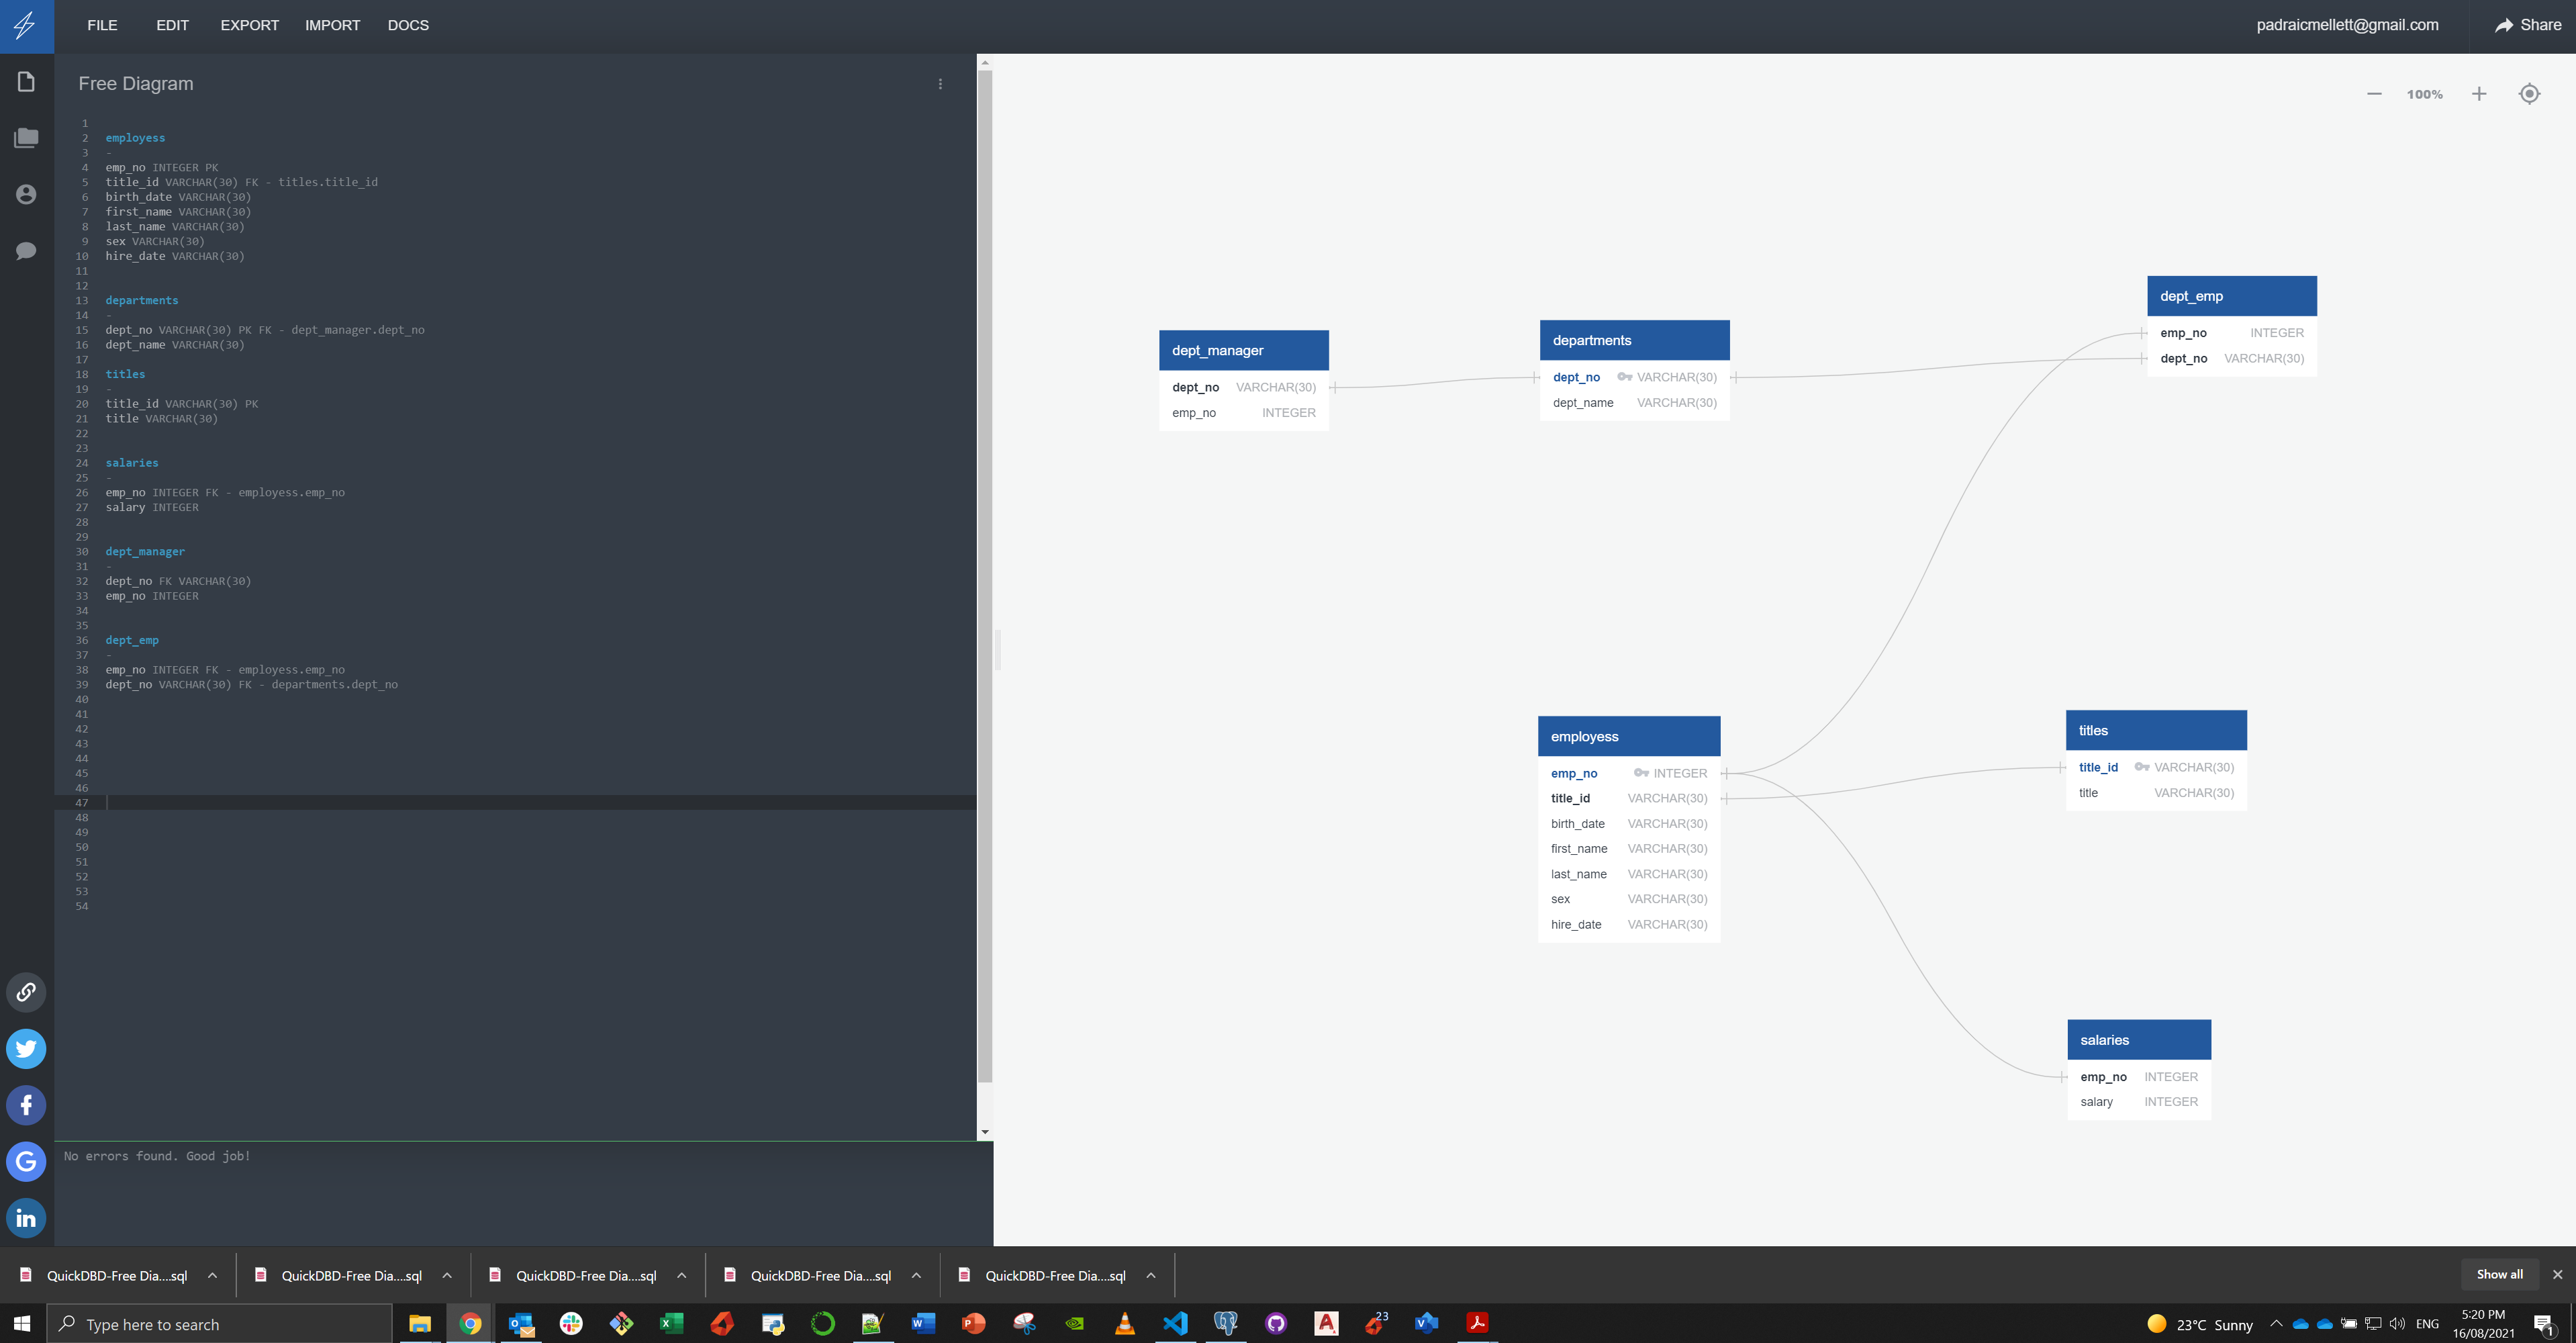 FILE EDIT EXPORT IMPORT DOCS
padraicmellett@gmail.com
Share
Free Diagram
100%
1
2 employess
3 -
4 emp_no INTEGER PK
5 title_id VARCHAR(30) FK - titles.title_id
6 birth_date VARCHAR(30)
7 first_name VARCHAR(30)
8 last_name VARCHAR(30)
9 sex VARCHAR(30)
10 hire_date VARCHAR(30)
11
12
13 departments
14 -
15 dept_no VARCHAR(30) PK FK - dept_manager.dept_no
16 dept_name VARCHAR(30)
17
18 titles
19 -
20 title_id VARCHAR(30) PK
21 title VARCHAR(30)
22
23
24 salaries
25 -
26 emp_no INTEGER FK - employess.emp_no
27 salary INTEGER
28
29
30 dept_manager
31 -
32 dept_no FK VARCHAR(30)
33 emp_no INTEGER
34
35
36 dept_emp
37 -
38 emp_no INTEGER FK - employess.emp_no
39 dept_no VARCHAR(30) FK - departments.dept_no
40
41
42
43
44
45
46
47
48
49
50
51
52
53
54
No errors found. Good job!
dept_manager
dept_no VARCHAR(30)
emp_no INTEGER
departments
dept_no VARCHAR(30)
dept_name VARCHAR(30)
dept_emp
emp_no INTEGER
dept_no VARCHAR(30)
employess
emp_no INTEGER
title_id VARCHAR(30)
birth_date VARCHAR(30)
first_name VARCHAR(30)
last_name VARCHAR(30)
sex VARCHAR(30)
hire_date VARCHAR(30)
titles
title_id VARCHAR(30)
title VARCHAR(30)
salaries
emp_no INTEGER
salary INTEGER
QuickDBD-Free Dia....sql
QuickDBD-Free Dia....sql
QuickDBD-Free Dia....sql
QuickDBD-Free Dia....sql
QuickDBD-Free Dia....sql
Show all
Type here to search
23
23°C Sunny
ENG
5:20 PM
16/08/2021
1